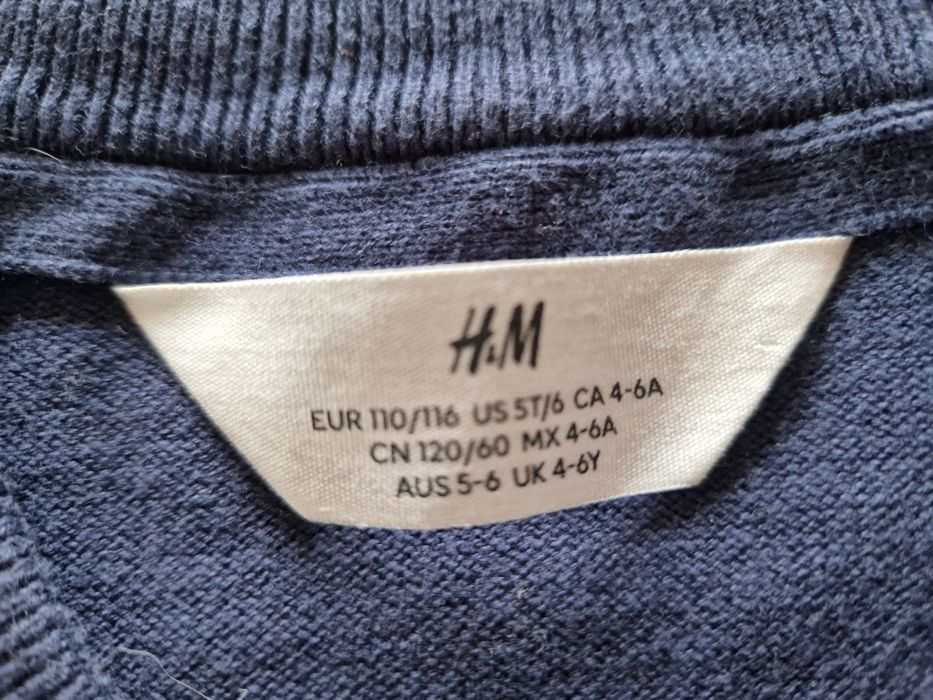 H&M
EUR 110/116 US 5T/6 CA 4-6A
CN 120/60 MX 4-6A
AUS 5-6 UK 4-6Y